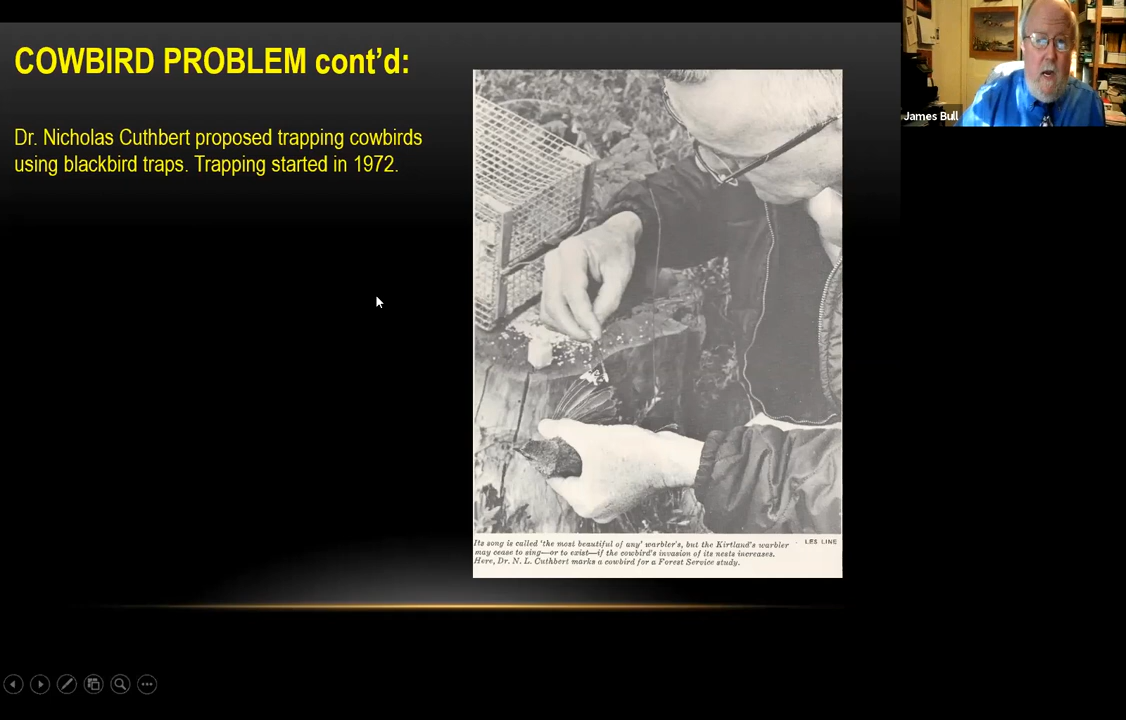 COWBIRD PROBLEM cont’d:
Dr. Nicholas Cuthbert proposed trapping cowbirds
using blackbird traps. Trapping started in 1972.
James Bull
Its song is called 'the most beautiful of any' warbler's, but the Kirtland's warbler
LES LINE
may cease to sing—or to exist—if the cowbird's invasion of its nests increases.
Here, Dr. N. L. Cuthbert marks a cowbird for a Forest Service study.